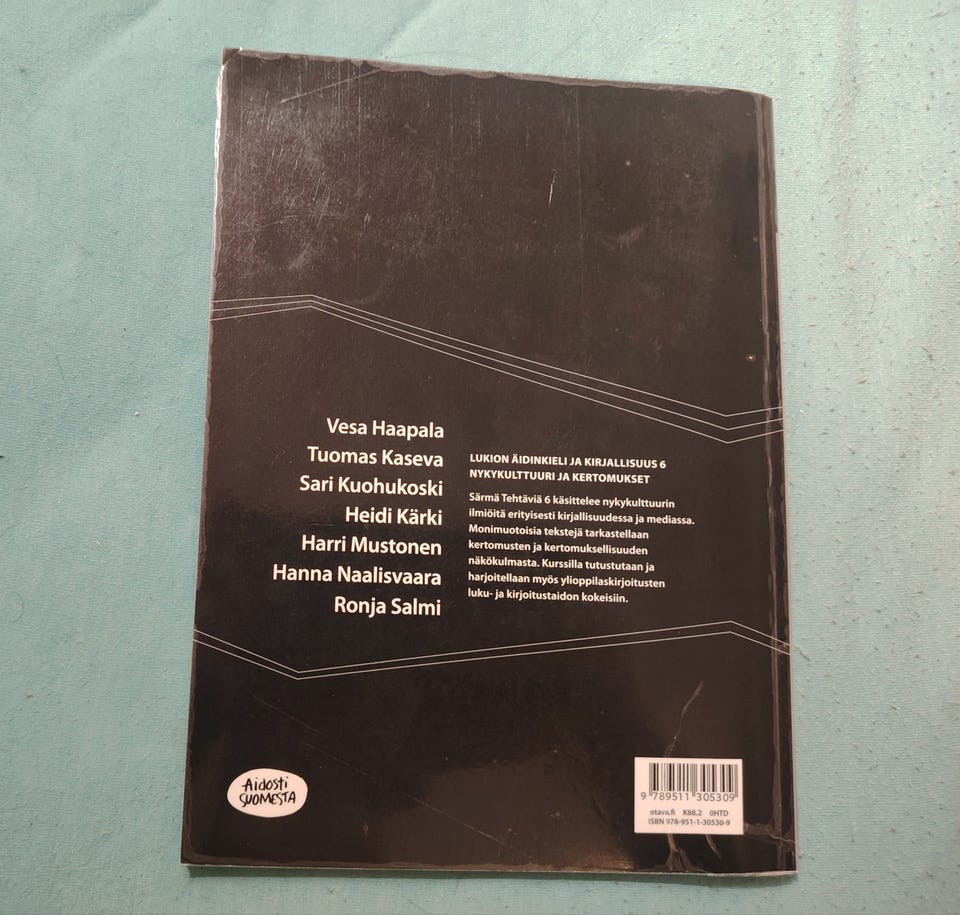 Vesa Haapala
Tuomas Kaseva
Sari Kuohukoski
Heidi Kärki
Harri Mustonen
Hanna Naalisvaara
Ronja Salmi
LUKION ÄIDINKIELI JA KIRJALLISUUS 6
NYKYKULTTUURI JA KERTOMUKSET
Särmä Tehtäviä 6 käsittelee nykykulttuurin
ilmiöitä erityisesti kirjallisuudessa ja mediassa.
Monimuotoisia tekstejä tarkastellaan
kertomusten ja kertomuksellisuuden
näkökulmasta. Kurssilla tutustutaan ja
harjoitellaan myös ylioppilaskirjoitusten
luku- ja kirjoitustaidon kokeisiin.
Aidosti
SUOMESTA
9 789511 305309
otava.fi K88.2 0HTD
ISBN 978-951-1-30530-9